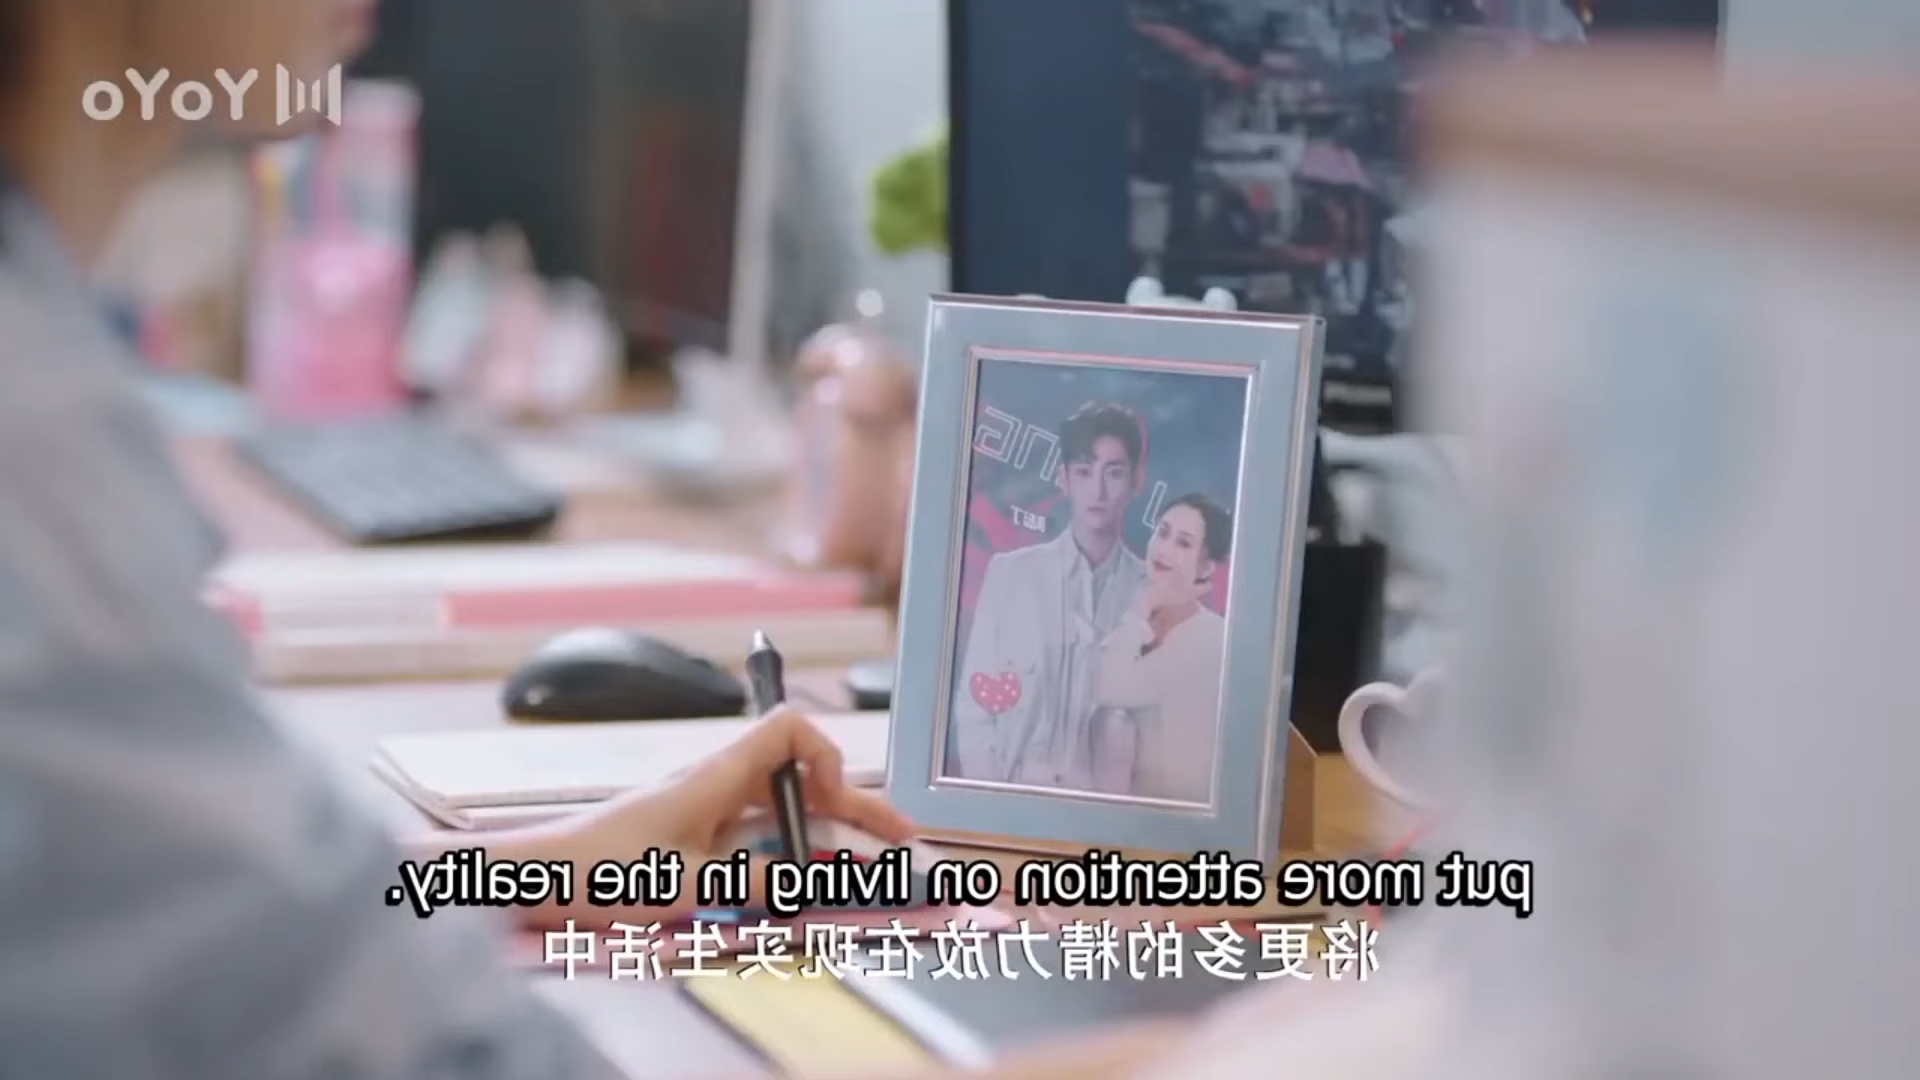 YoYo
put more attention on living in the reality.
将更多的精力放在现实生活中